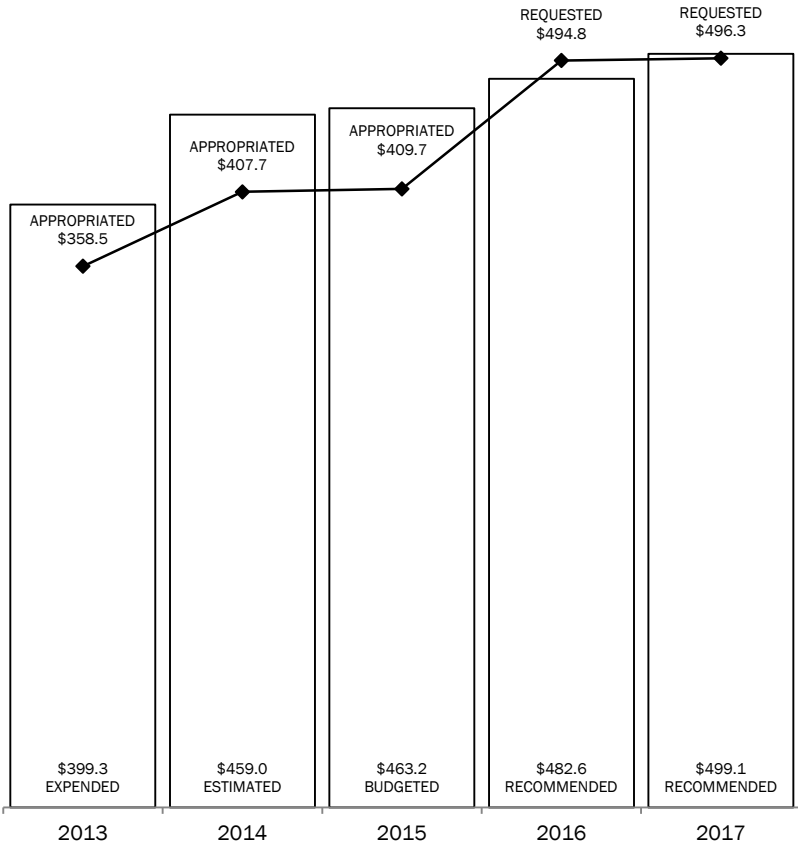 REQUESTED
$494.8
REQUESTED
$496.3
APPROPRIATED
$407.7
APPROPRIATED
$409.7
APPROPRIATED
$358.5
$399.3
EXPENDED
$459.0
ESTIMATED
$463.2
BUDGETED
$482.6
RECOMMENDED
$499.1
RECOMMENDED
2013
2014
2015
2016
2017